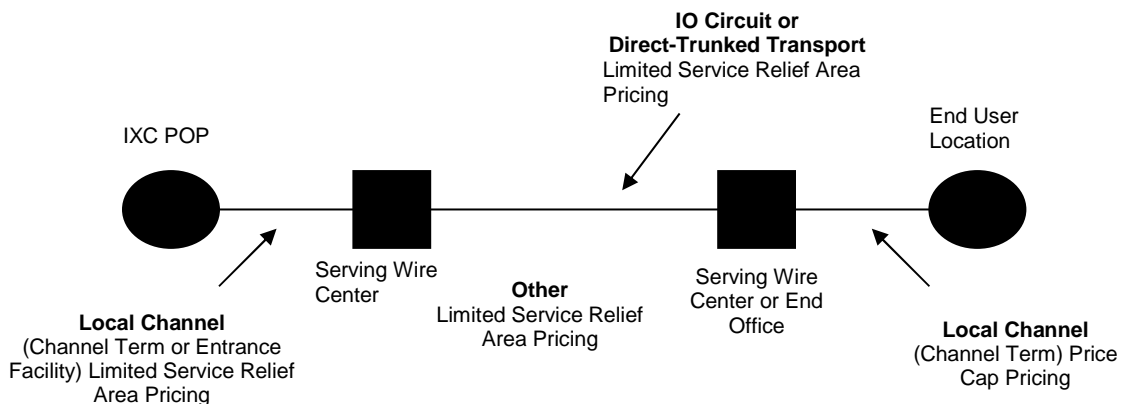 IO Circuit or
Direct-Trunked Transport
Limited Service Relief Area
Pricing
IXC POP
End User
Location
Serving Wire
Center
Other
Limited Service Relief
Area Pricing
Serving Wire
Center or End
Office
Local Channel
(Channel Term or Entrance
Facility) Limited Service Relief
Area Pricing
Local Channel
(Channel Term) Price
Cap Pricing